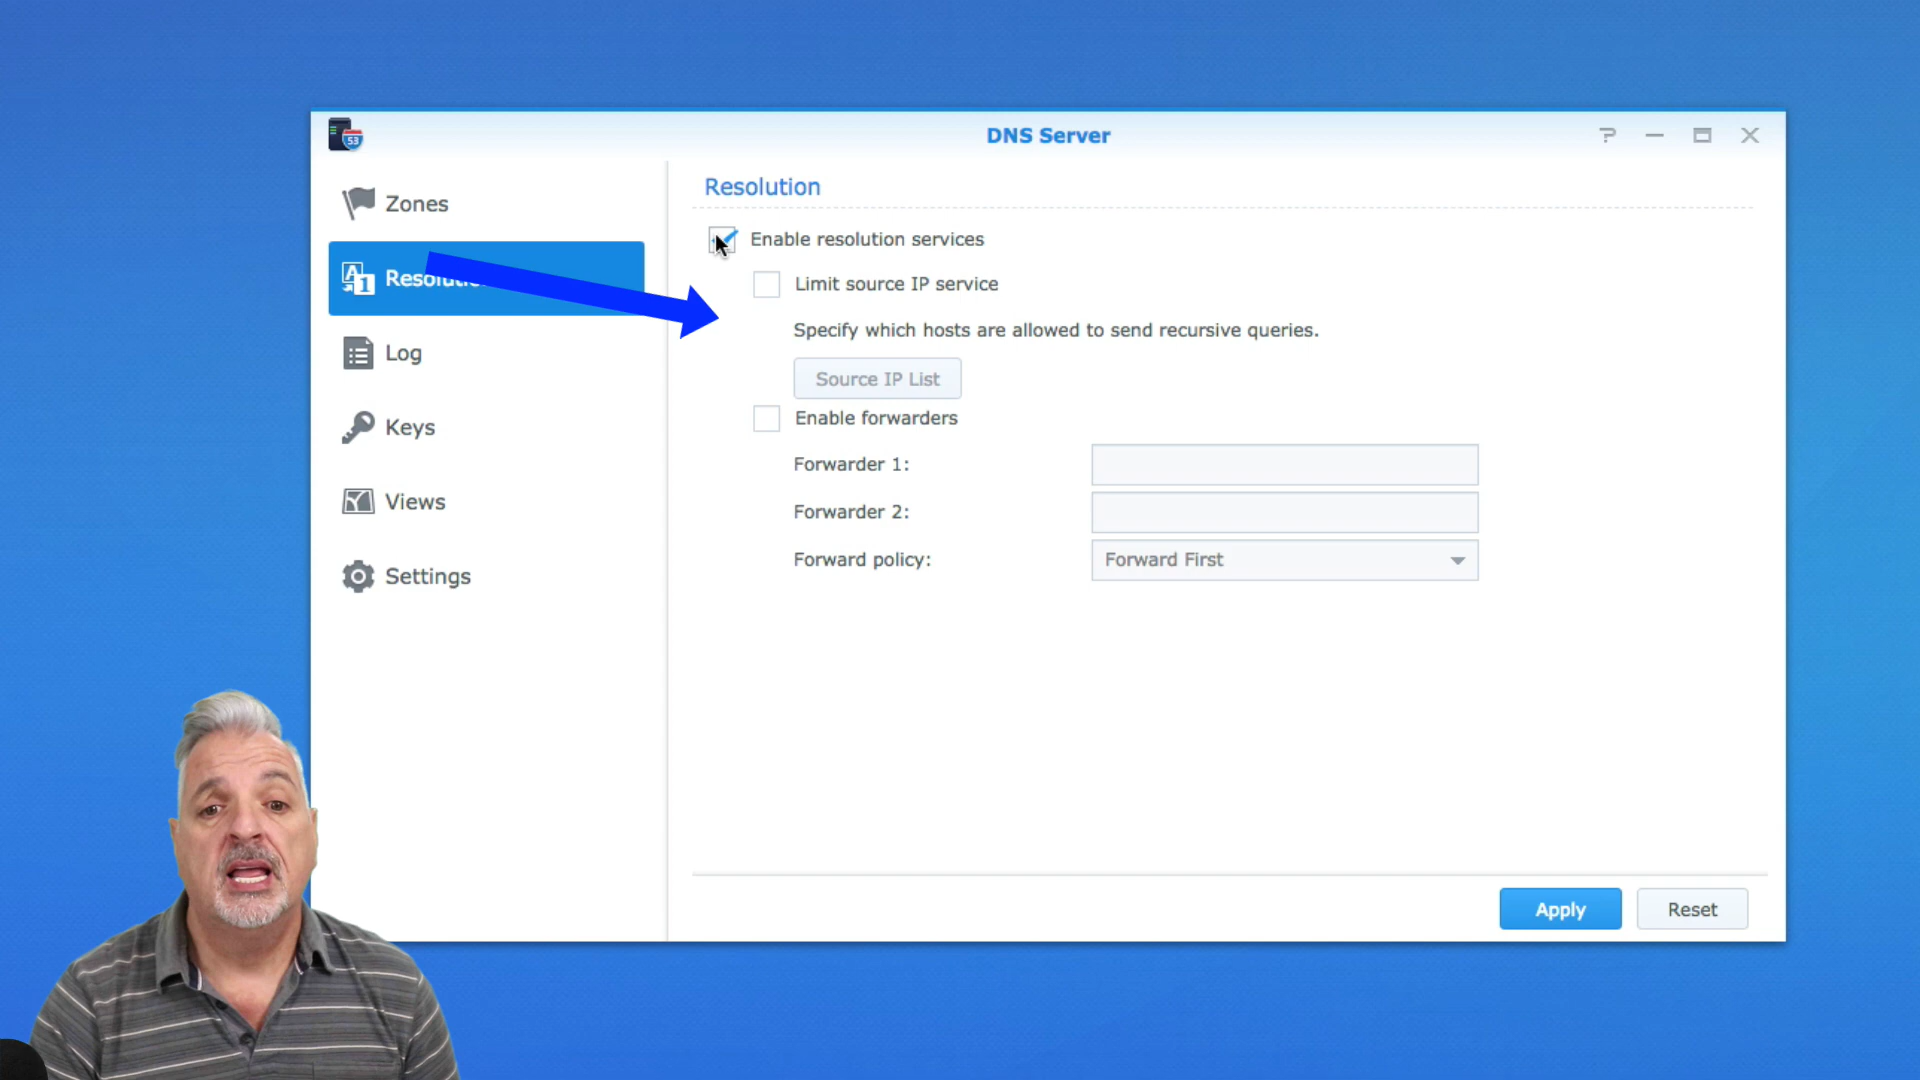 DNS Server
53
Zones
Resolution
Log
Keys
Views
Settings
Resolution
Enable resolution services
Limit source IP service
Specify which hosts are allowed to send recursive queries.
Source IP List
Enable forwarders
Forwarder 1:
Forwarder 2:
Forward policy:
Forward First
Apply
Reset